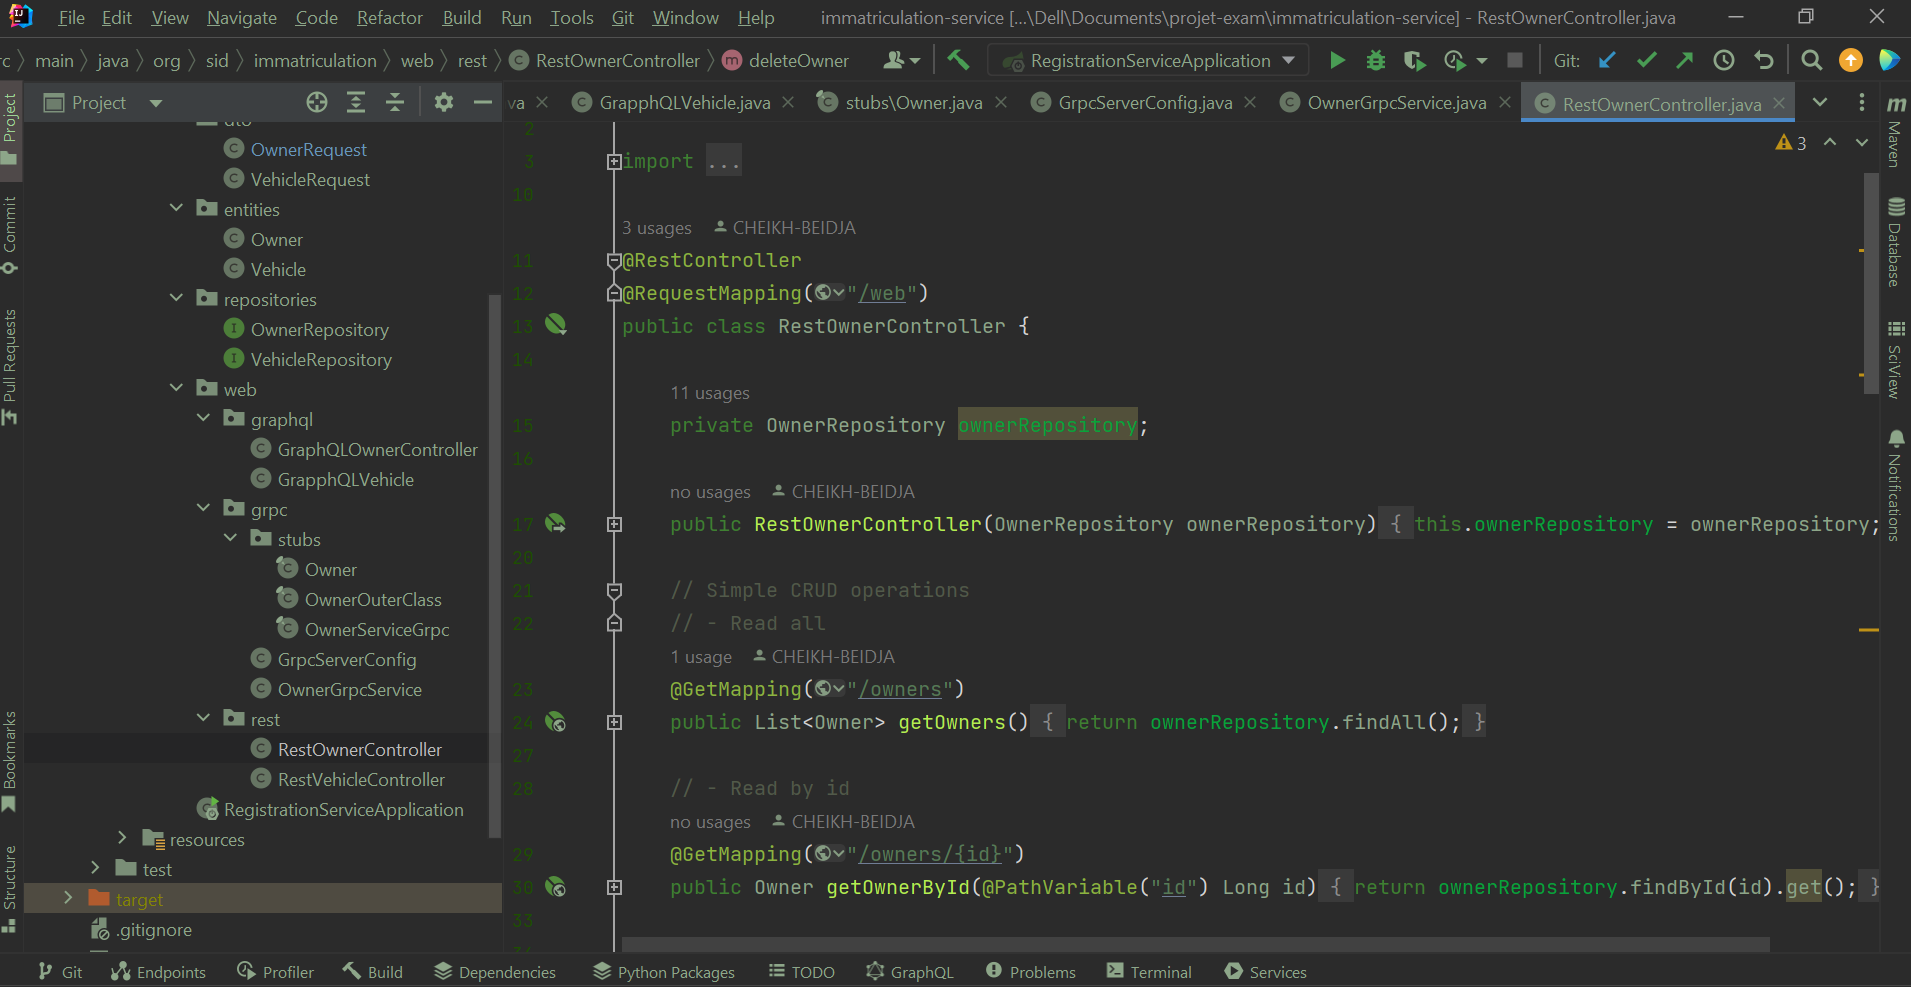 File Edit View Navigate Code Refactor Build Run Tools Git Window Help immatriculation-service [...\Dell\Documents\projet-exam\immatriculation-service] - RestOwnerController.java
rc main java org sid immatriculation web rest RestOwnerController deleteOwner RegistrationServiceApplication Git:
Project
va GrapphQLVehicle.java stubs\Owner.java GrpcServerConfig.java OwnerGrpcService.java RestOwnerController.java
Project
Commit
Pull Requests
Bookmarks
Structure
dto
OwnerRequest
VehicleRequest
entities
Owner
Vehicle
repositories
OwnerRepository
VehicleRepository
web
graphql
GraphQLOwnerController
GrapphQLVehicle
grpc
stubs
Owner
OwnerOuterClass
OwnerServiceGrpc
GrpcServerConfig
OwnerGrpcService
rest
RestOwnerController
RestVehicleController
RegistrationServiceApplication
resources
test
target
.gitignore
2
3 import ...
10
3 usages CHEIKH-BEIDJA
11 @RestController
12 @RequestMapping("/web")
13 public class RestOwnerController {
14
11 usages
15 private OwnerRepository ownerRepository;
16
no usages CHEIKH-BEIDJA
17 public RestOwnerController(OwnerRepository ownerRepository) { this.ownerRepository = ownerRepository;
20
21 // Simple CRUD operations
22 // - Read all
1 usage CHEIKH-BEIDJA
23 @GetMapping("/owners")
24 public List<Owner> getOwners() { return ownerRepository.findAll(); }
27
28 // - Read by id
no usages CHEIKH-BEIDJA
29 @GetMapping("/owners/{id}")
30 public Owner getOwnerById(@PathVariable("id") Long id) { return ownerRepository.findById(id).get(); }
33
3
m Maven
Database
SciView
Notifications
Git Endpoints Profiler Build Dependencies Python Packages TODO GraphQL Problems Terminal Services